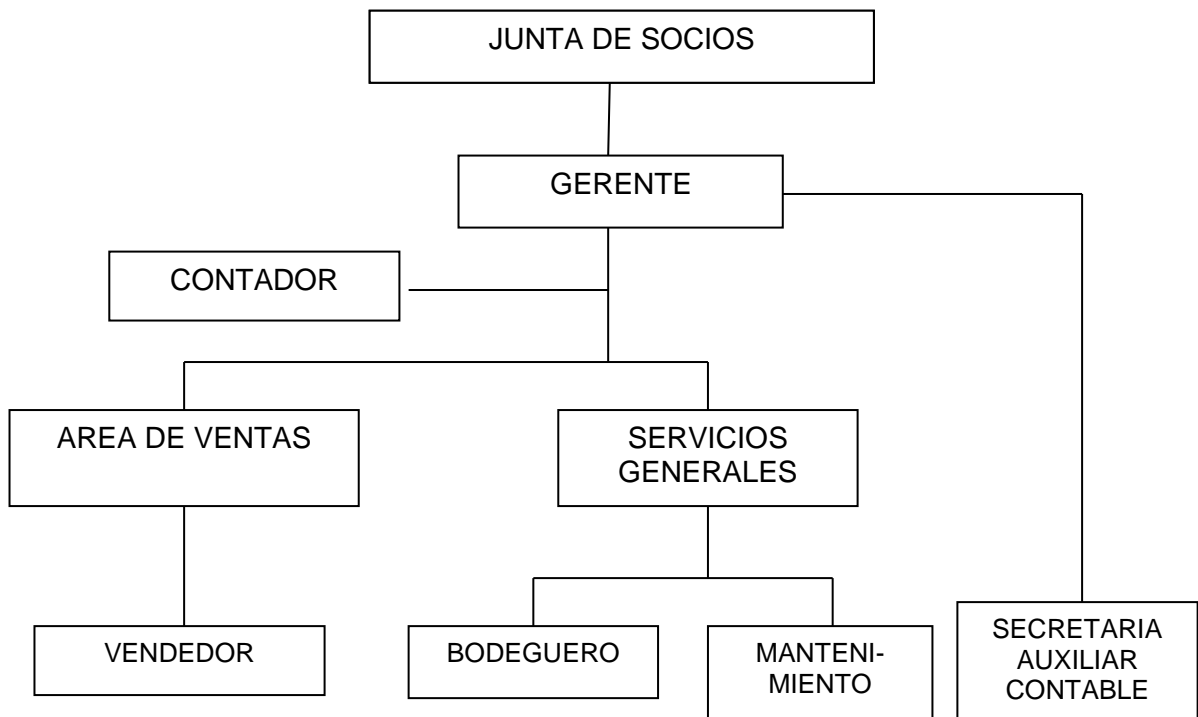 JUNTA DE SOCIOS
GERENTE
CONTADOR
AREA DE VENTAS
SERVICIOS
GENERALES
VENDEDOR
BODEGUERO
MANTENI-
MIENTO
SECRETARIA
AUXILIAR
CONTABLE